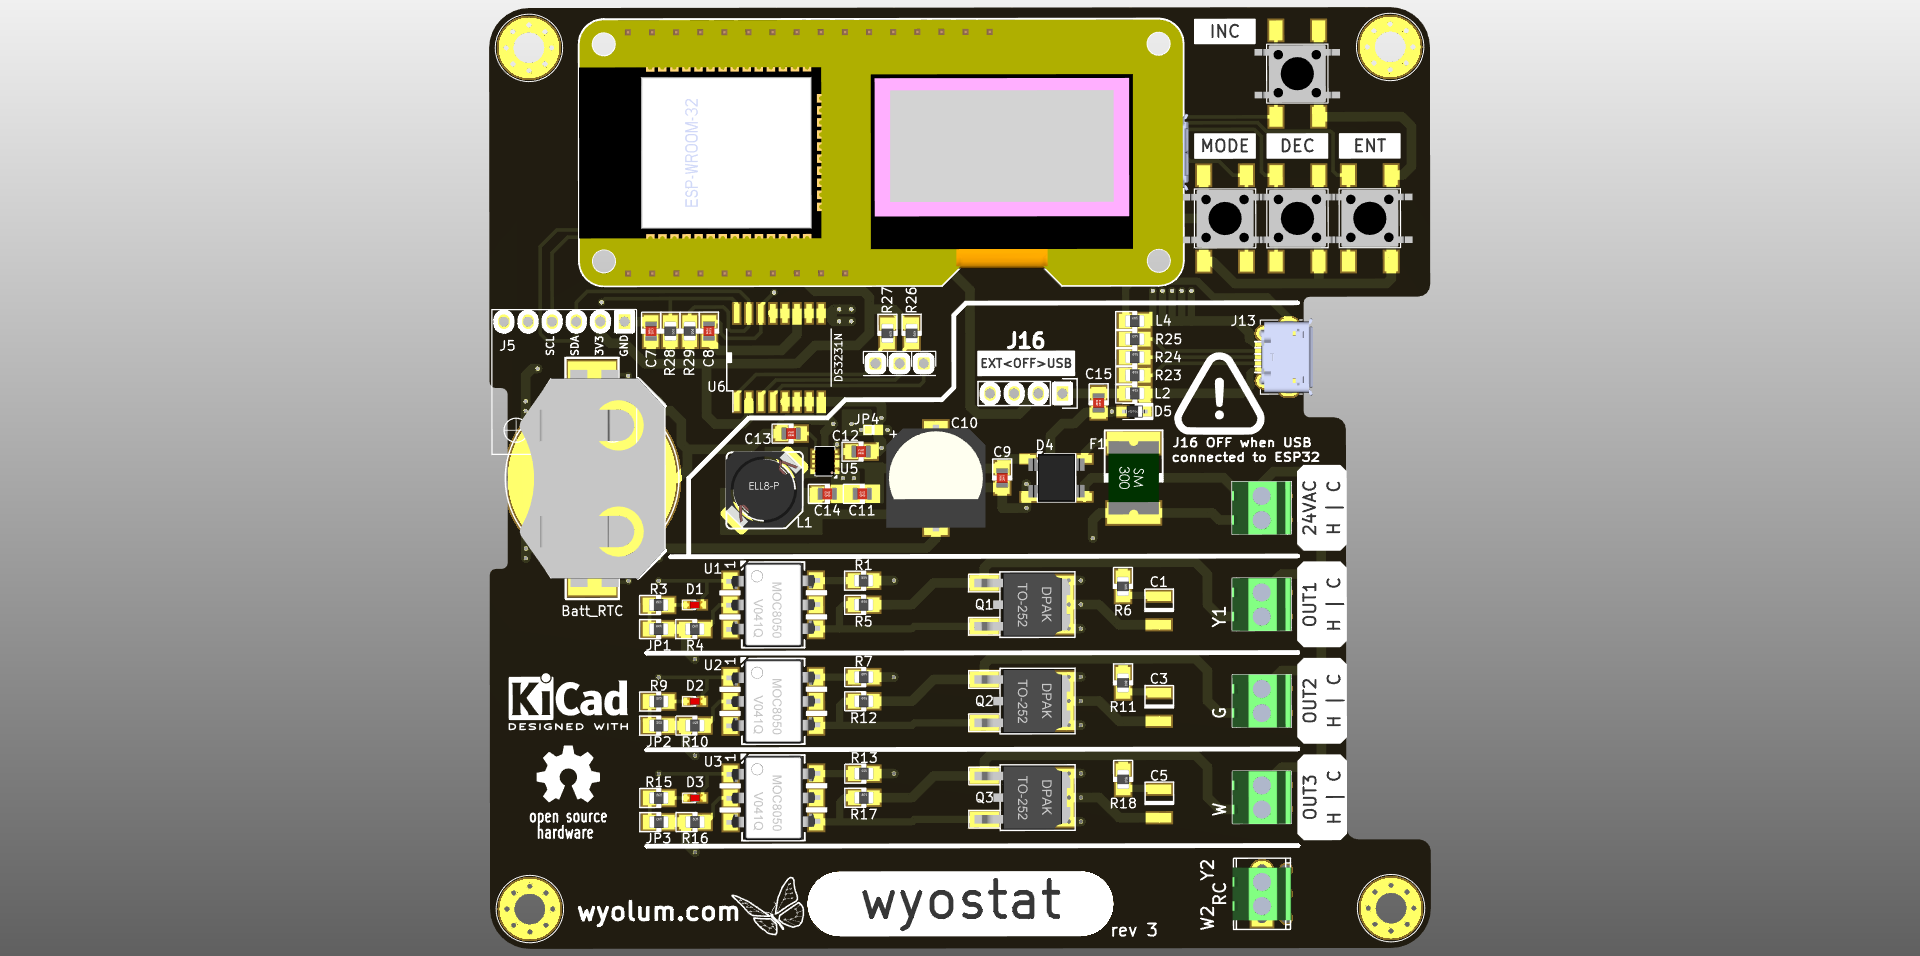 INC
ESP-WROOM-32
MODE
DEC
ENT
R27
R26
J5
SCL
SDA
3V3
GND
C7
R28
R29
C8
U6
DS3231N
J16
EXT<OFF>USB
C15
L4
R25
R24
R23
L2
D5
J13
J16 OFF when USB
connected to ESP32
JP4
C13
C12
+
C10
U5
ELL8-P
L1
C14
C11
C9
D4
F1
SM
300
24VAC
H | C
Batt_RTC
U1
1
R3
D1
JP1
R4
MOC8050
V041Q
R1
R5
Q1
DPAK
TO-252
R6
C1
Y1
OUT1
H | C
U2
1
R9
D2
JP2
R10
MOC8050
V041Q
R7
R12
Q2
DPAK
TO-252
R11
C3
G
OUT2
H | C
KiCad
DESIGNED WITH
U3
1
R15
D3
JP3
R16
MOC8050
V041Q
R13
R17
Q3
DPAK
TO-252
R18
C5
W
OUT3
H | C
open source
hardware
wyolum.com
wyostat
rev 3
W2
Y2
RC